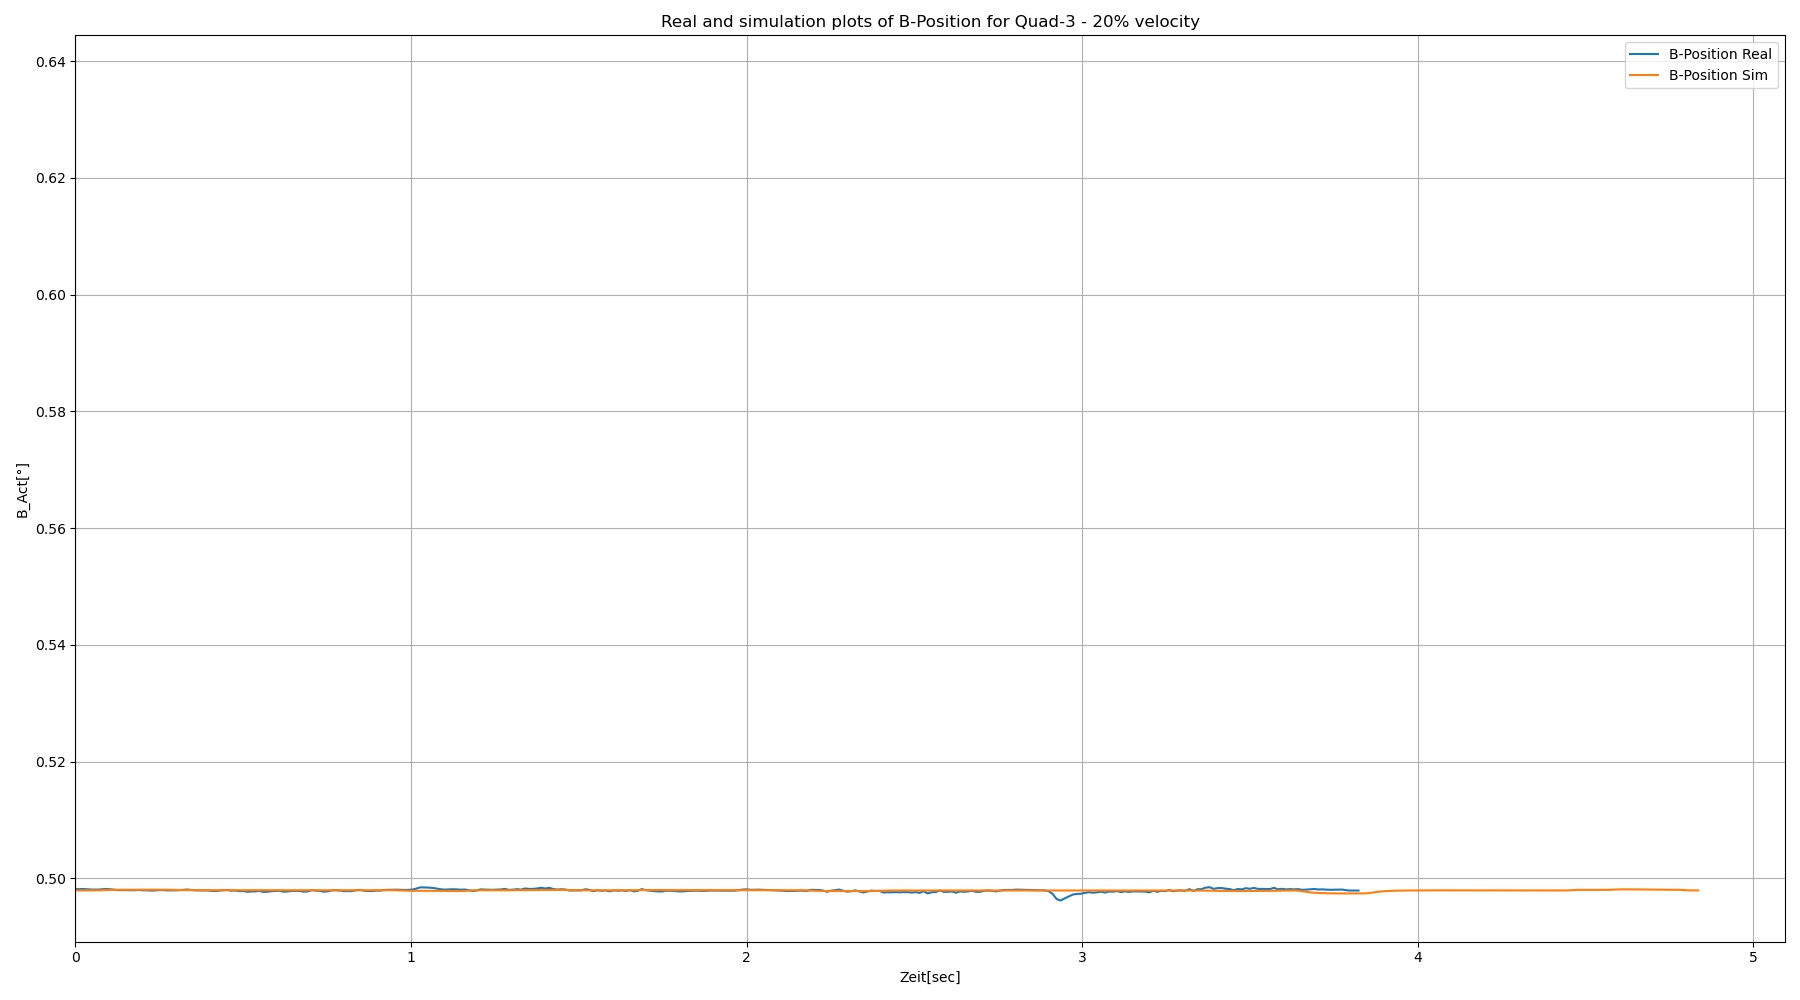 Real and simulation plots of B-Position for Quad-3 - 20% velocity
B-Position Real
B-Position Sim
0.64
0.62
0.60
0.58
0.56
0.54
0.52
0.50
B_Act[°]
0 1 2 3 4 5
Zeit[sec]